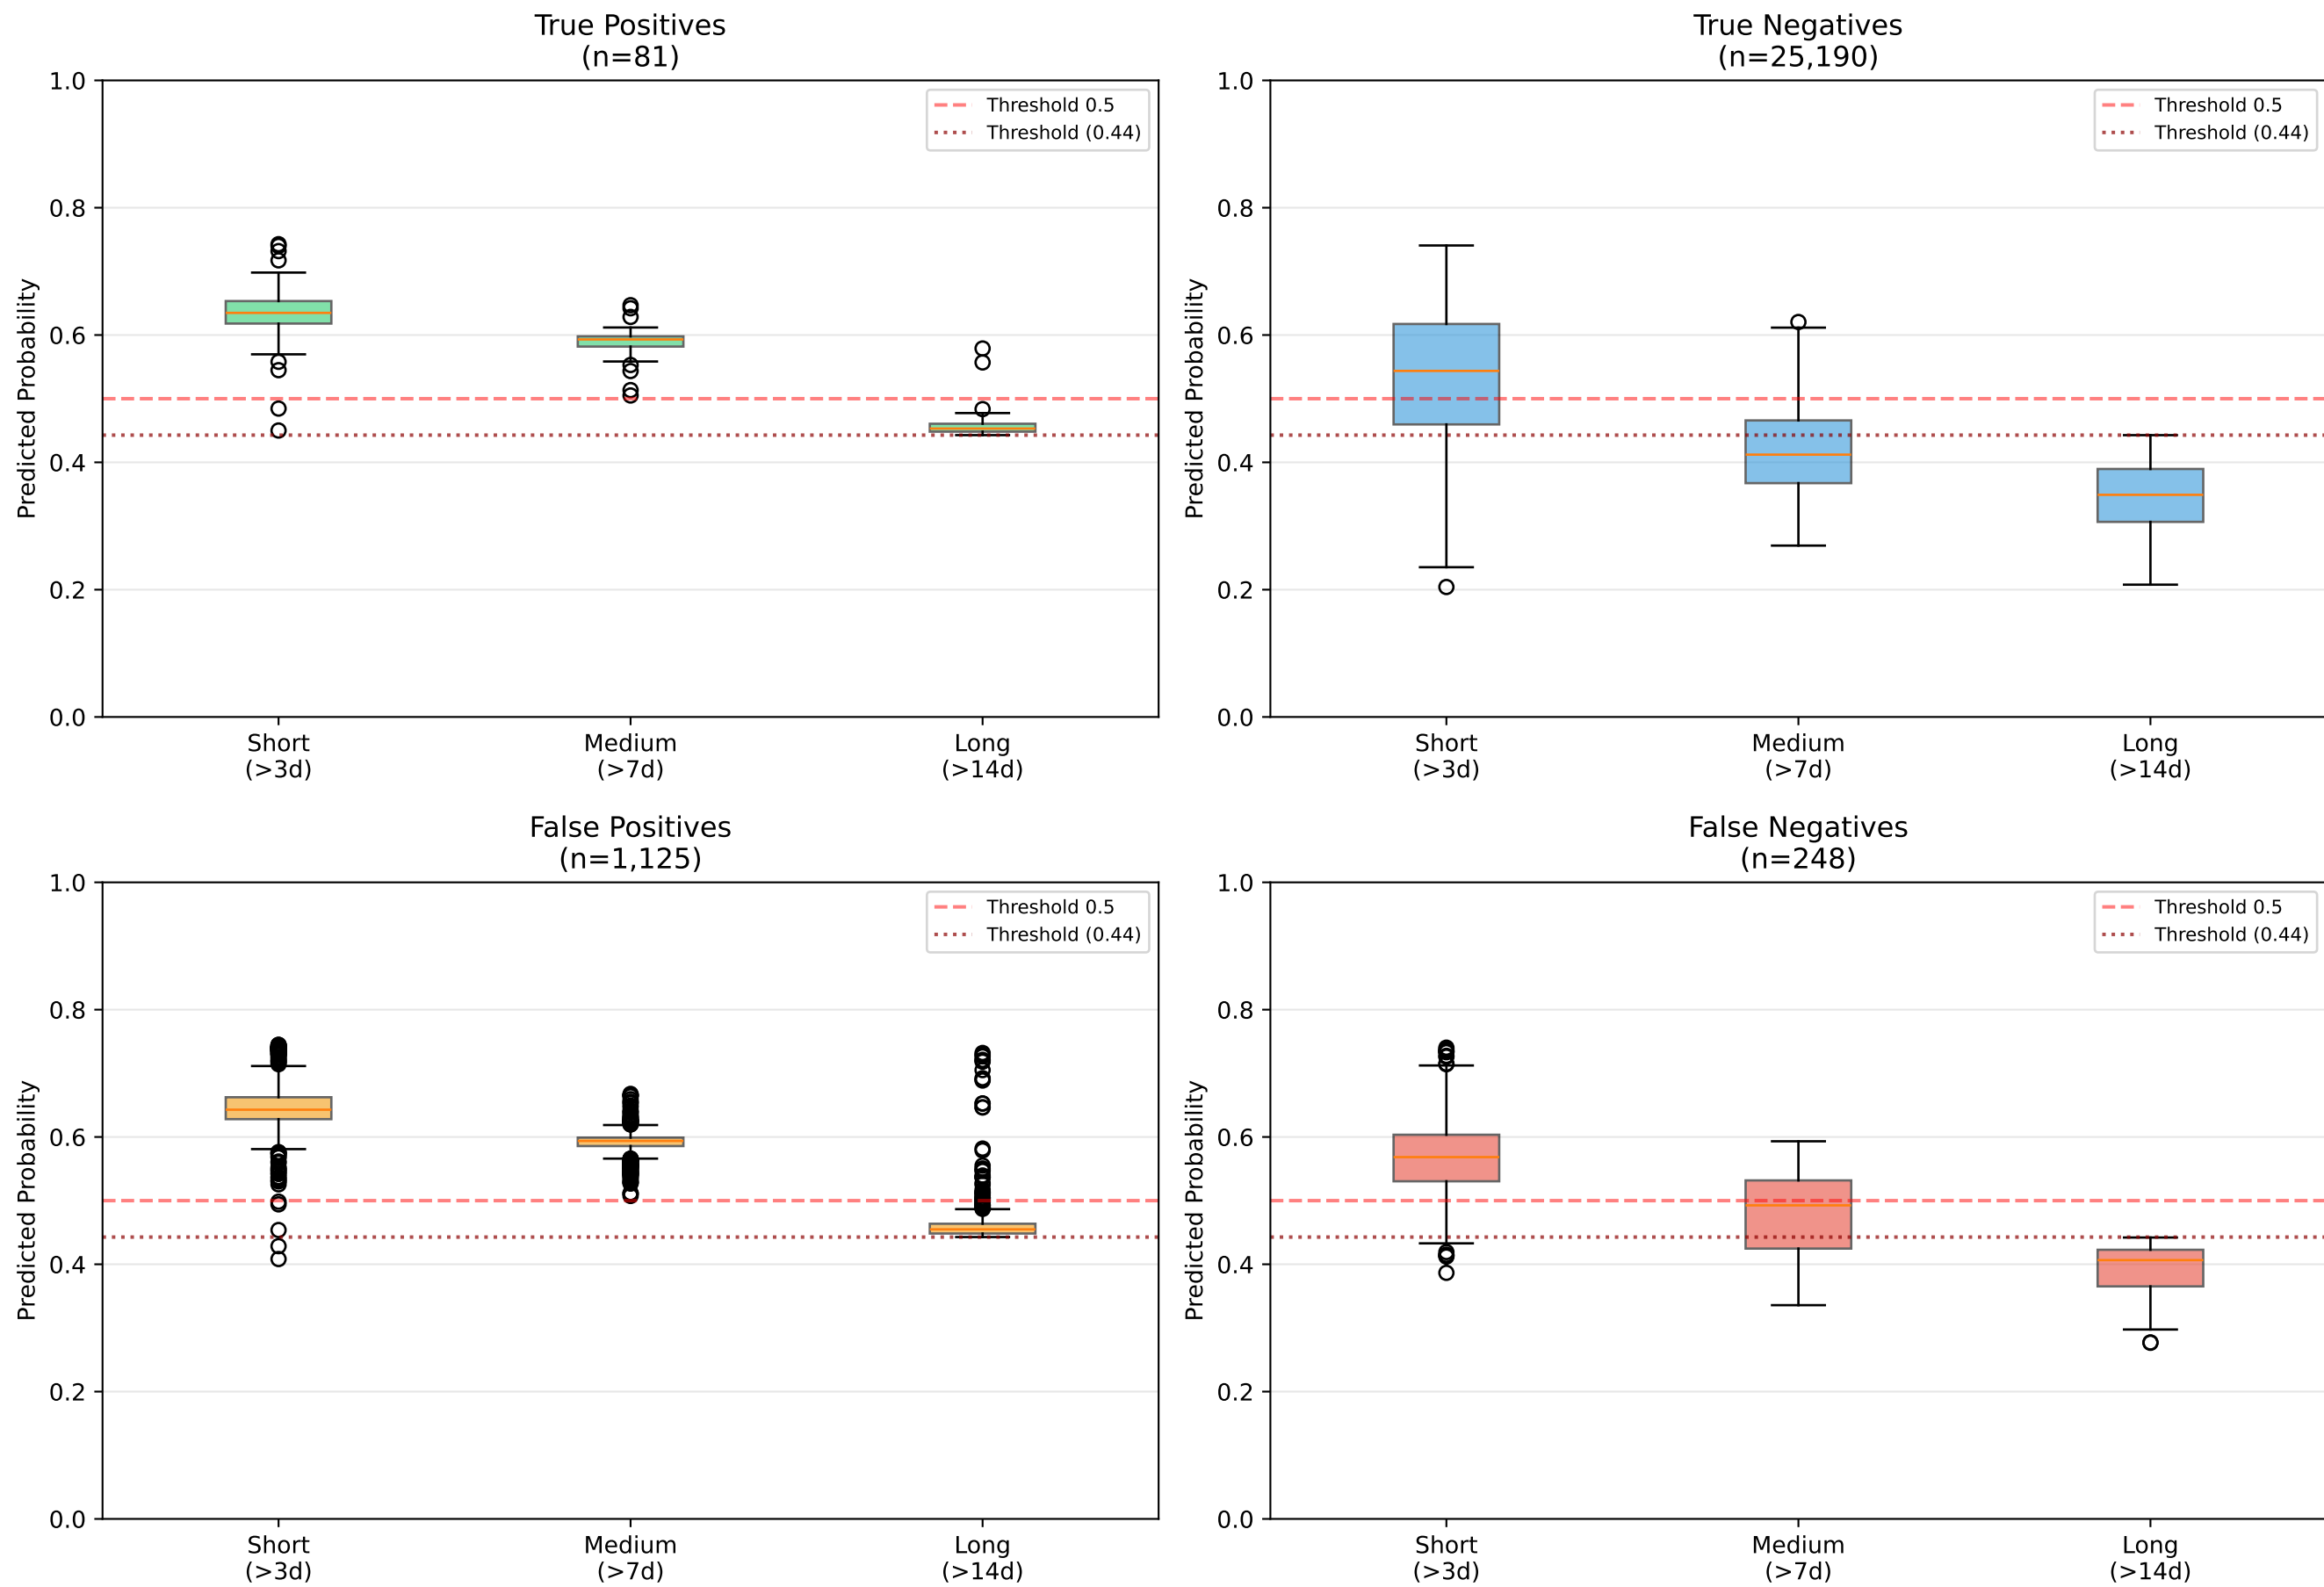 True Positives
(n=81)
1.0
0.8
0.6
0.4
0.2
0.0
Predicted Probability
Threshold 0.5
Threshold (0.44)
Short
(>3d)
Medium
(>7d)
Long
(>14d)
True Negatives
(n=25,190)
1.0
0.8
0.6
0.4
0.2
0.0
Predicted Probability
Threshold 0.5
Threshold (0.44)
Short
(>3d)
Medium
(>7d)
Long
(>14d)
False Positives
(n=1,125)
1.0
0.8
0.6
0.4
0.2
0.0
Predicted Probability
Threshold 0.5
Threshold (0.44)
Short
(>3d)
Medium
(>7d)
Long
(>14d)
False Negatives
(n=248)
1.0
0.8
0.6
0.4
0.2
0.0
Predicted Probability
Threshold 0.5
Threshold (0.44)
Short
(>3d)
Medium
(>7d)
Long
(>14d)